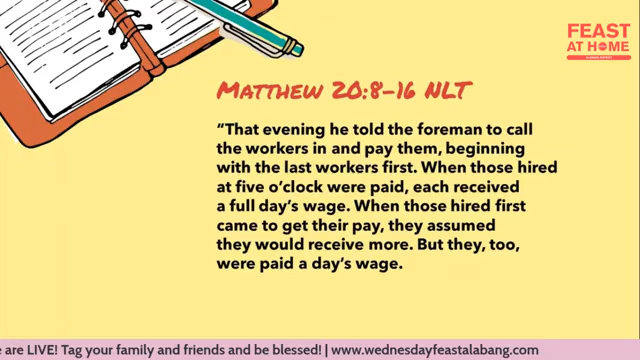 FEAST
AT HOME
MATTHEW 20:8-16 NLT
“That evening he told the foreman to call
the workers in and pay them, beginning
with the last workers first. When those hired
at five o’clock were paid, each received
a full day’s wage. When those hired first
came to get their pay, they assumed
they would receive more. But they, too,
were paid a day’s wage.
e are LIVE! Tag your family and friends and be blessed! | www.wednesdayfeastalabang.com